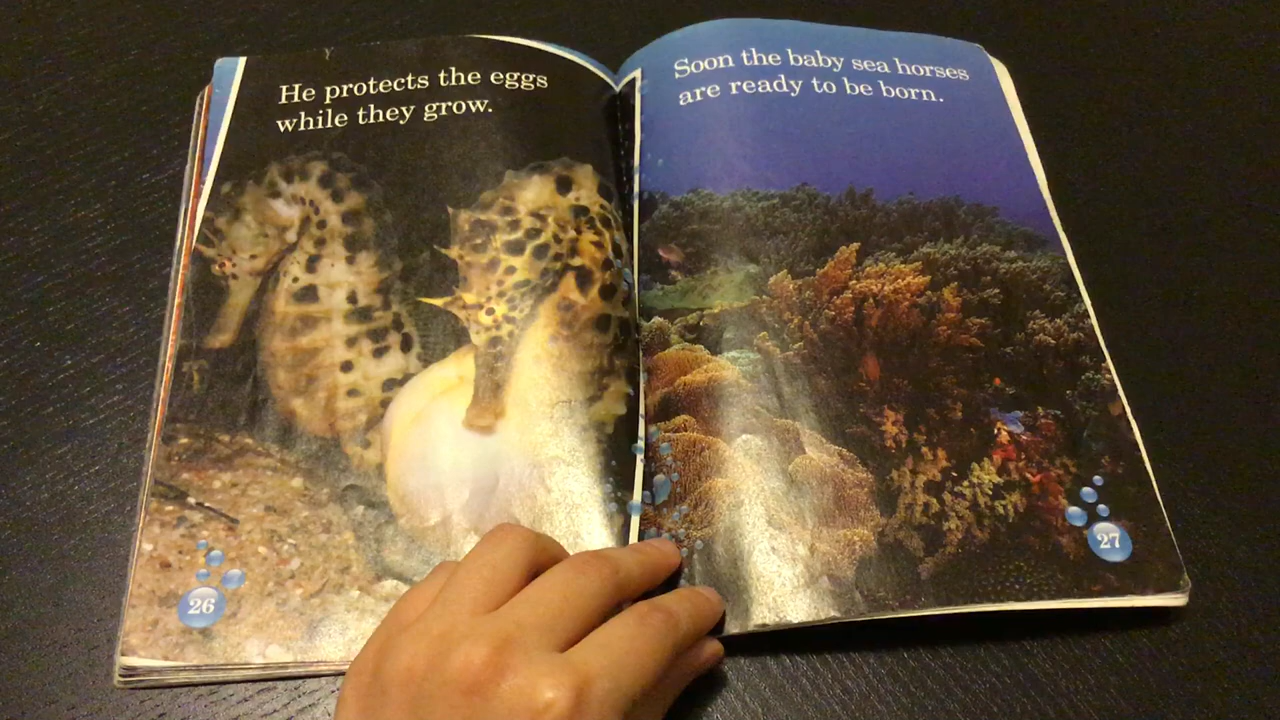 He protects the eggs
while they grow.
26
Soon the baby sea horses
are ready to be born.
27